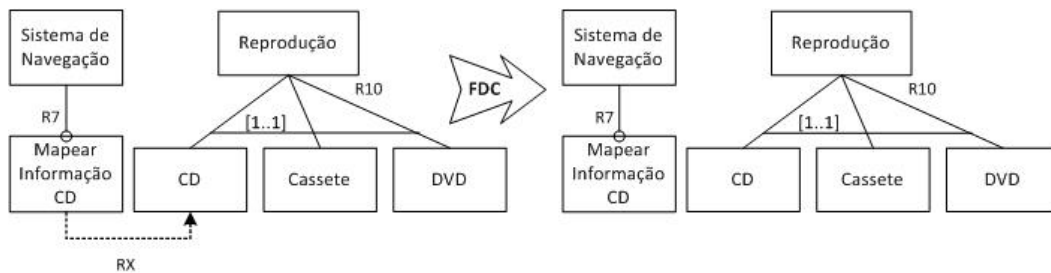 Sistema de
Navegação
Reprodução
R7
R10
[1..1]
Mapear
Informação
CD
CD
Cassete
DVD
RX
FDC
Sistema de
Navegação
Reprodução
R7
R10
[1..1]
Mapear
Informação
CD
CD
Cassete
DVD